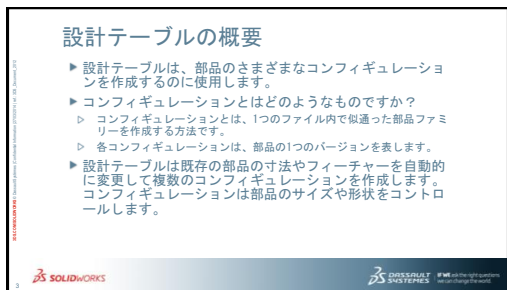 設計テーブルの概要
設計テーブルは、部品のさまざまなコンフィギュレーショ
ンを作成するのに使用します。
コンフィギュレーションとはどのようなものですか？
コンフィギュレーションとは、1つのファイル内で似通った部品ファミ
リーを作成する方法です。
各コンフィギュレーションは、部品の1つのバージョンを表します。
設計テーブルは既存の部品の寸法やフィーチャーを自動的
に変更して複数のコンフィギュレーションを作成します。
コンフィギュレーションは部品のサイズや形状をコントロ
ールします。
3
SOLIDWORKS
DASSAULT
SYSTEMES
IF WE ask the right questions
we can change the world.